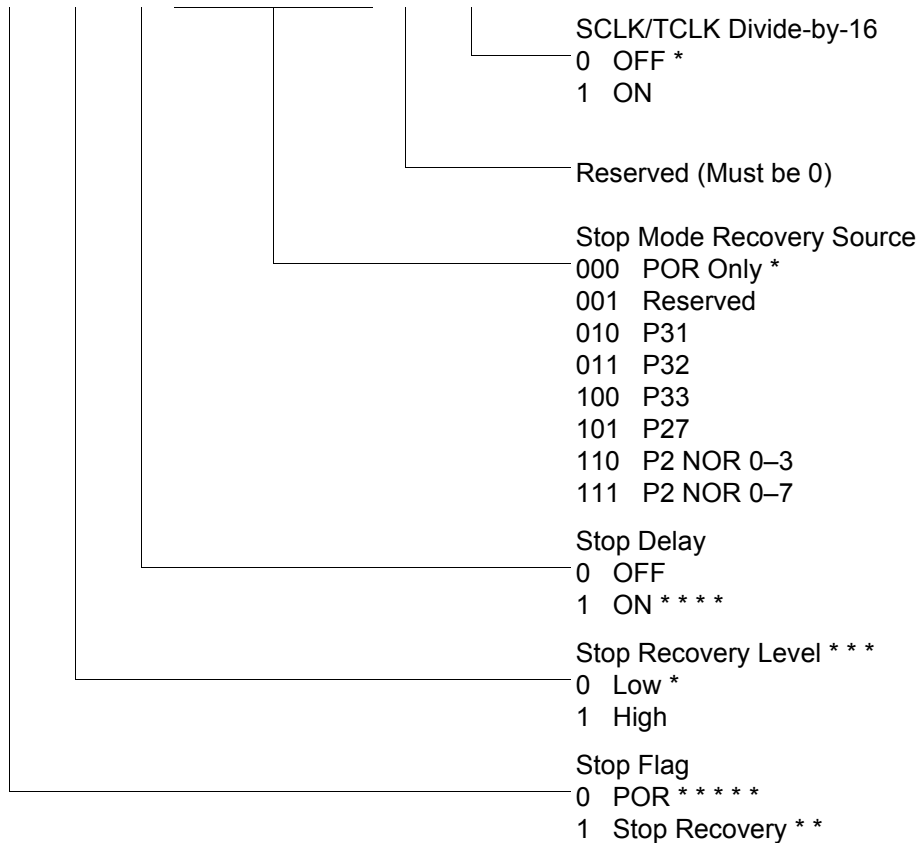 SCLK/TCLK Divide-by-16
0 OFF *
1 ON
Reserved (Must be 0)
Stop Mode Recovery Source
000 POR Only *
001 Reserved
010 P31
011 P32
100 P33
101 P27
110 P2 NOR 0–3
111 P2 NOR 0–7
Stop Delay
0 OFF
1 ON * * * *
Stop Recovery Level * * *
0 Low *
1 High
Stop Flag
0 POR * * * * *
1 Stop Recovery * *